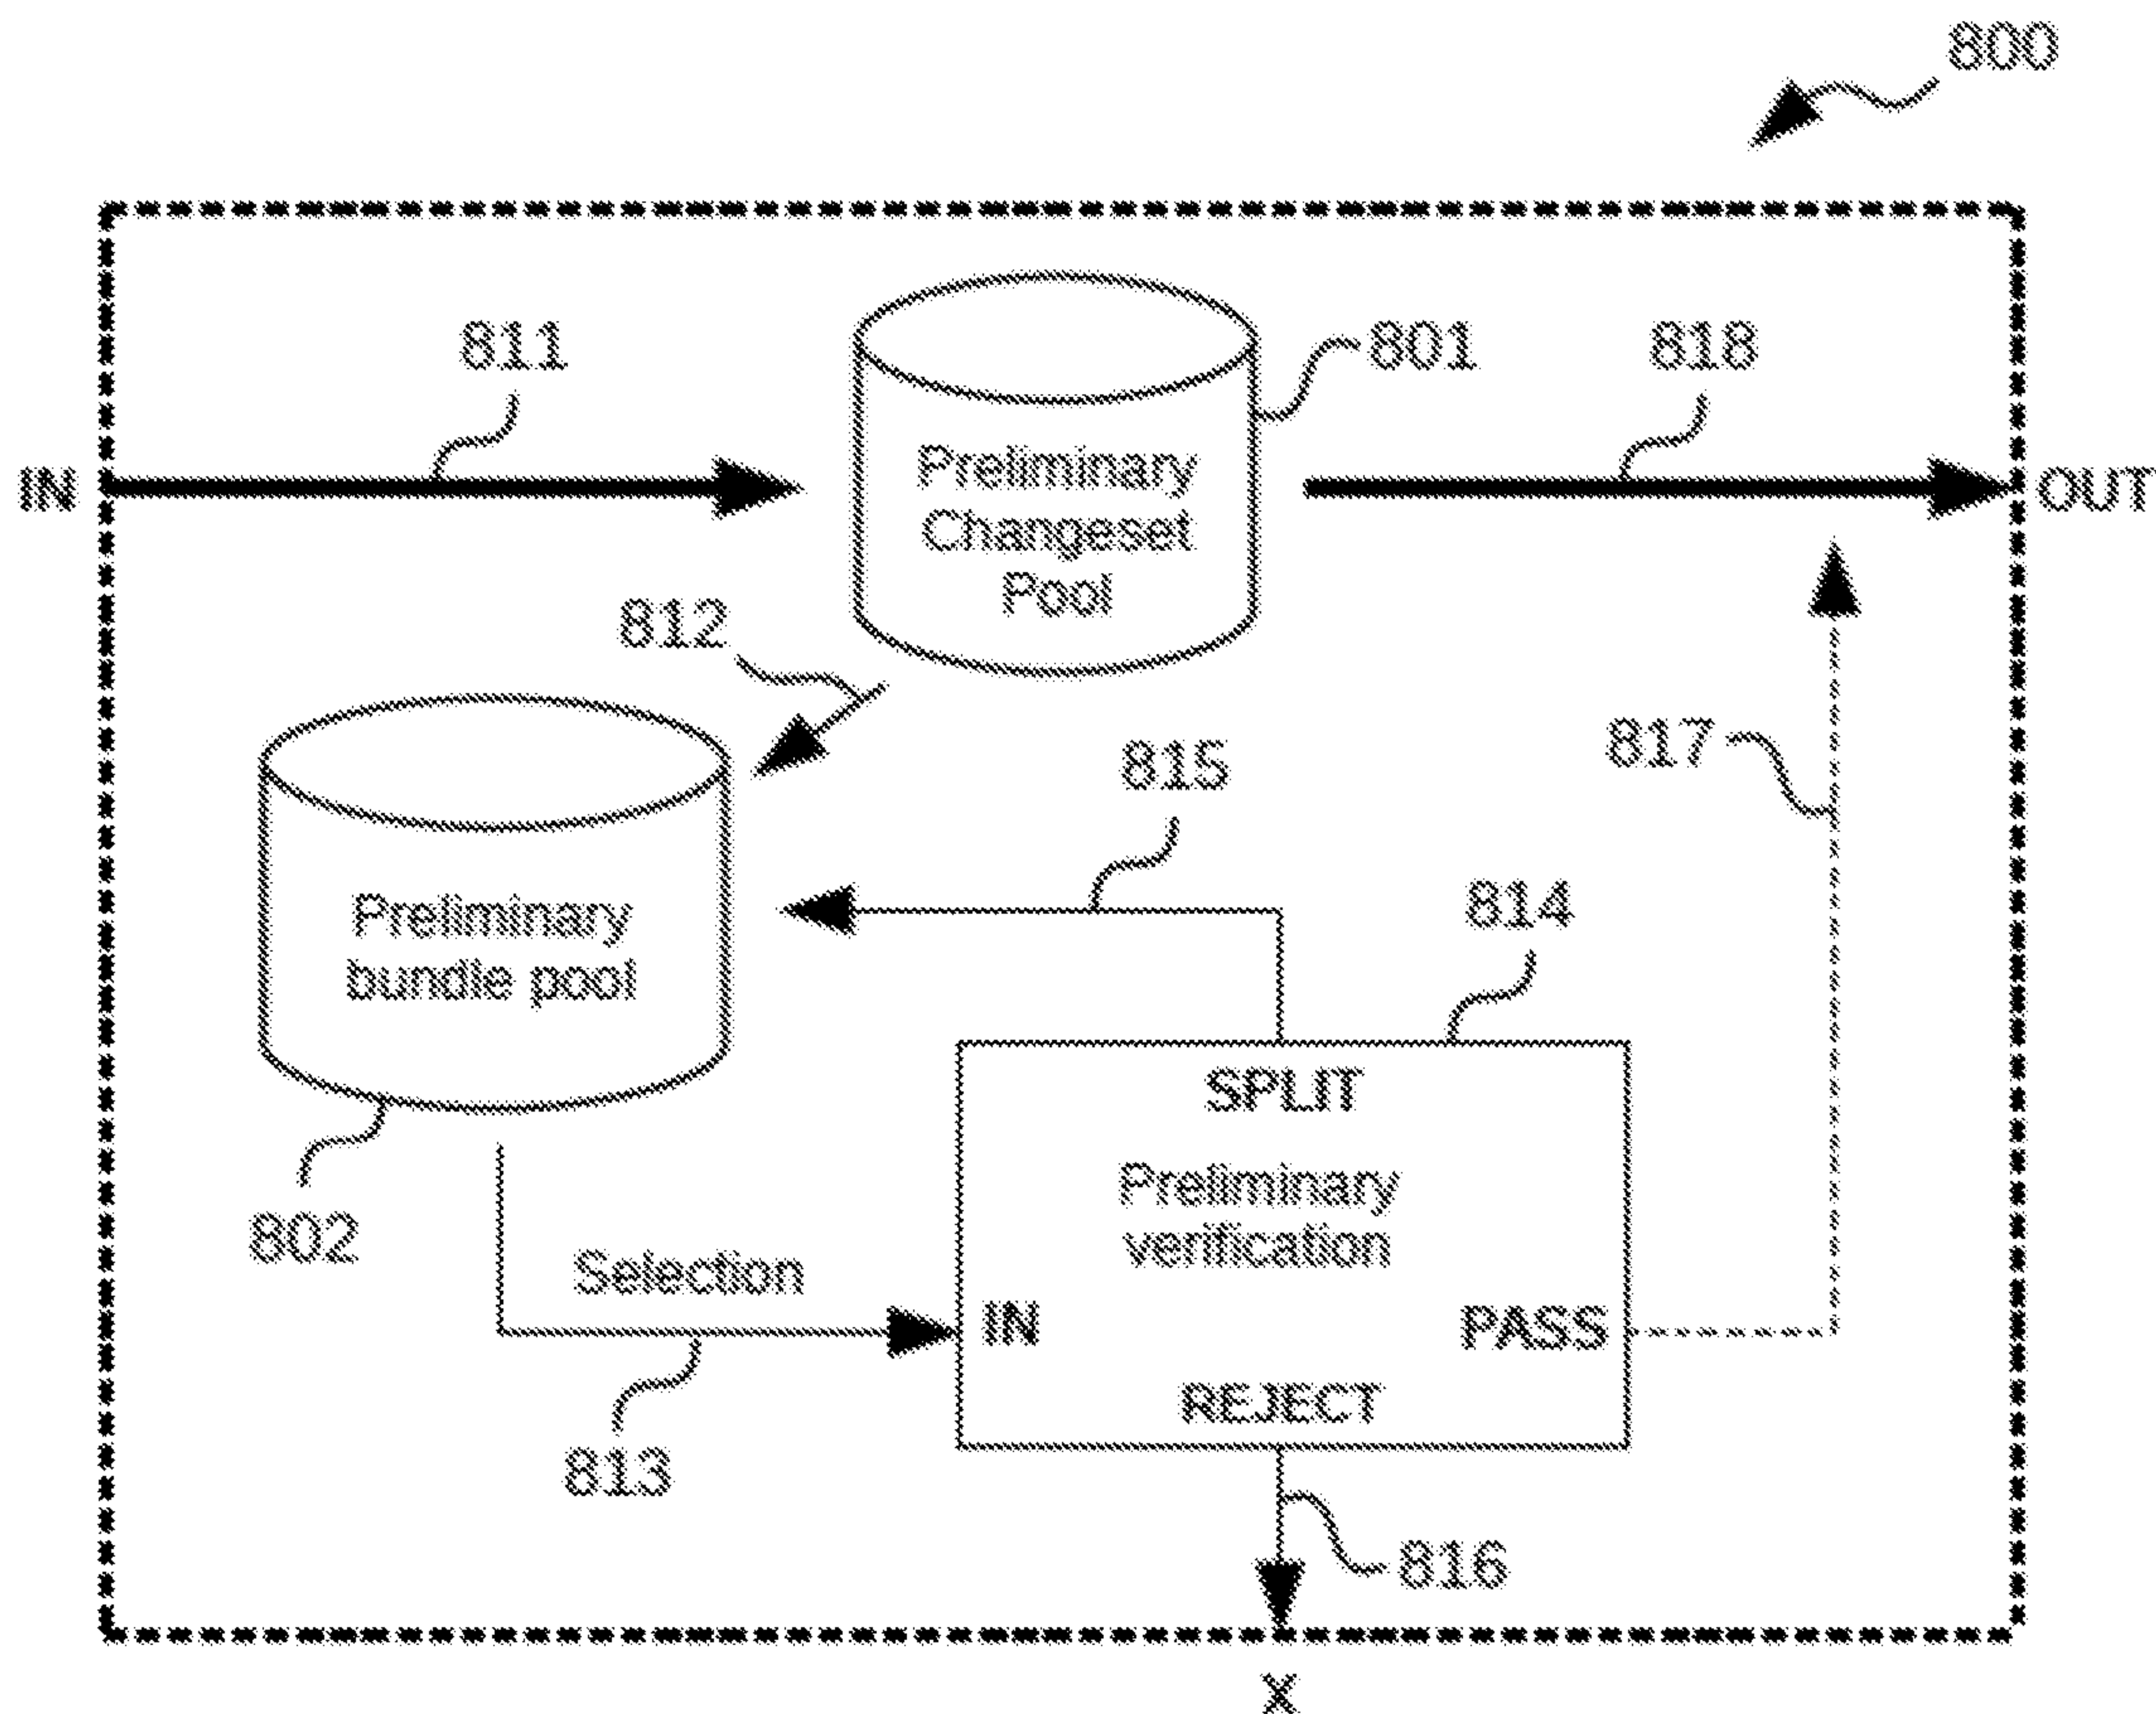 800
811
801
818
IN
Preliminary
Changeset
Pool
OUT
812
817
815
814
Preliminary
bundle pool
SPLIT
Preliminary
verification
802
Selection
IN
PASS
REJECT
813
816
X